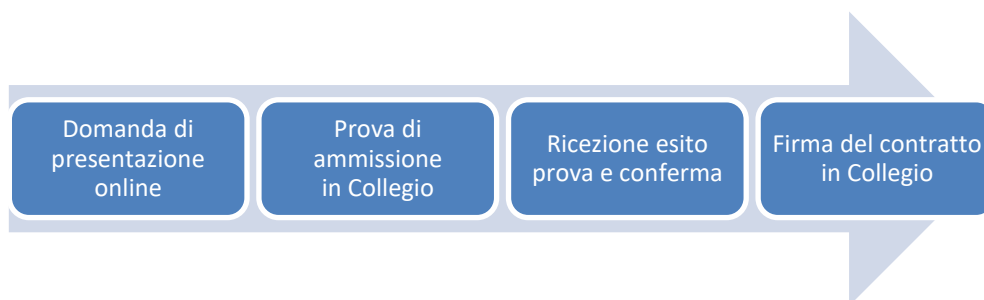 Domanda di
presentazione
online
Prova di
ammissione
in Collegio
Ricezione esito
prova e conferma
Firma del contratto
in Collegio